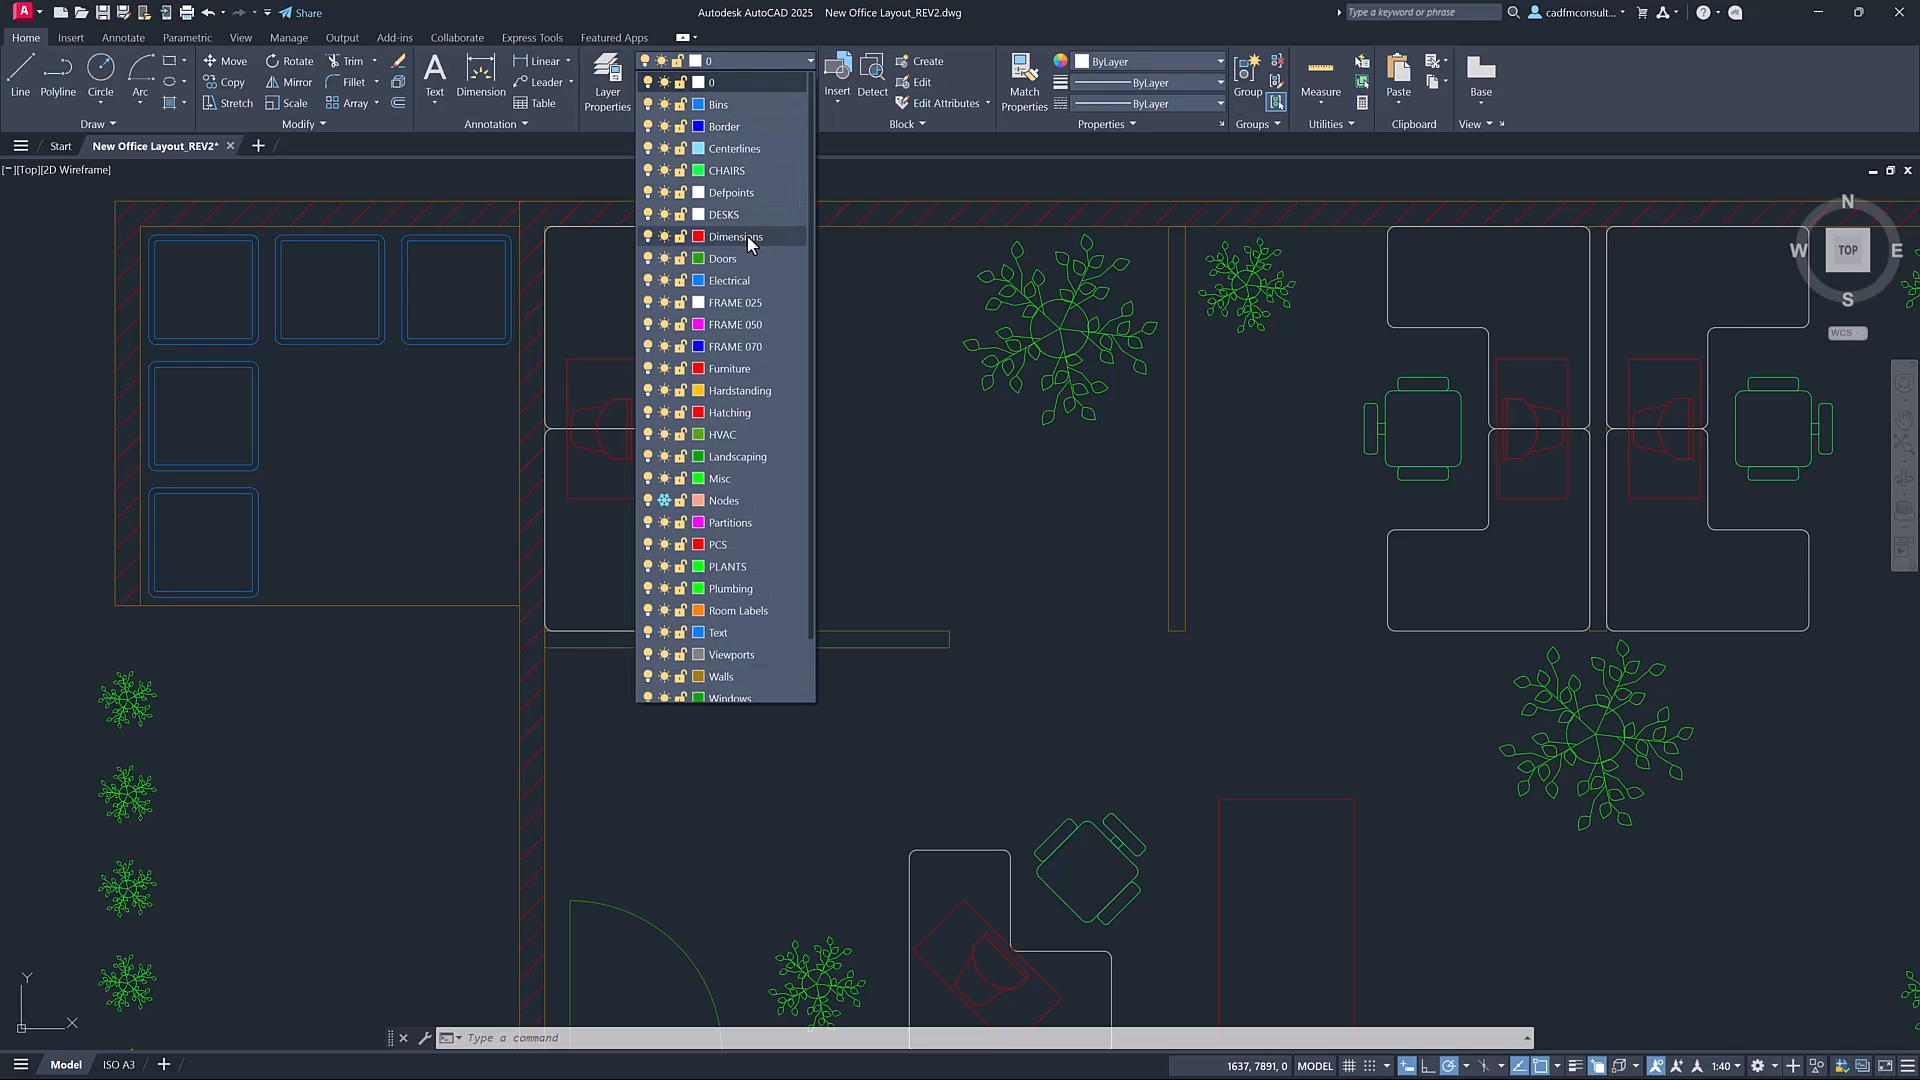 A Share Autodesk AutoCAD 2025 New Office Layout_REV2.dwg Type a keyword or phrase cadfmconsult...
Home Insert Annotate Parametric View Manage Output Add-ins Collaborate Express Tools Featured Apps
Line Polyline Circle Arc
Draw
Move Rotate Trim
Copy Mirror Fillet
Stretch Scale Array
Modify
Text Dimension
Linear
Leader
Table
Annotation
Layer
Properties
0
Insert Detect
Create
Edit
Edit Attributes
Block
Match
Properties
ByLayer
ByLayer
ByLayer
Properties
Group
Groups
Measure
Utilities
Paste
Clipboard
Base
View
Start New Office Layout_REV2*
[−][Top][2D Wireframe]
0
Bins
Border
Centerlines
CHAIRS
Defpoints
DESKS
Dimensions
Doors
Electrical
FRAME 025
FRAME 050
FRAME 070
Furniture
Hardstanding
Hatching
HVAC
Landscaping
Misc
Nodes
Partitions
PCS
PLANTS
Plumbing
Room Labels
Text
Viewports
Walls
Windows
N
W TOP E
S
WCS
Y
X
Type a command
Model ISO A3
1637, 7891, 0 MODEL 1:40